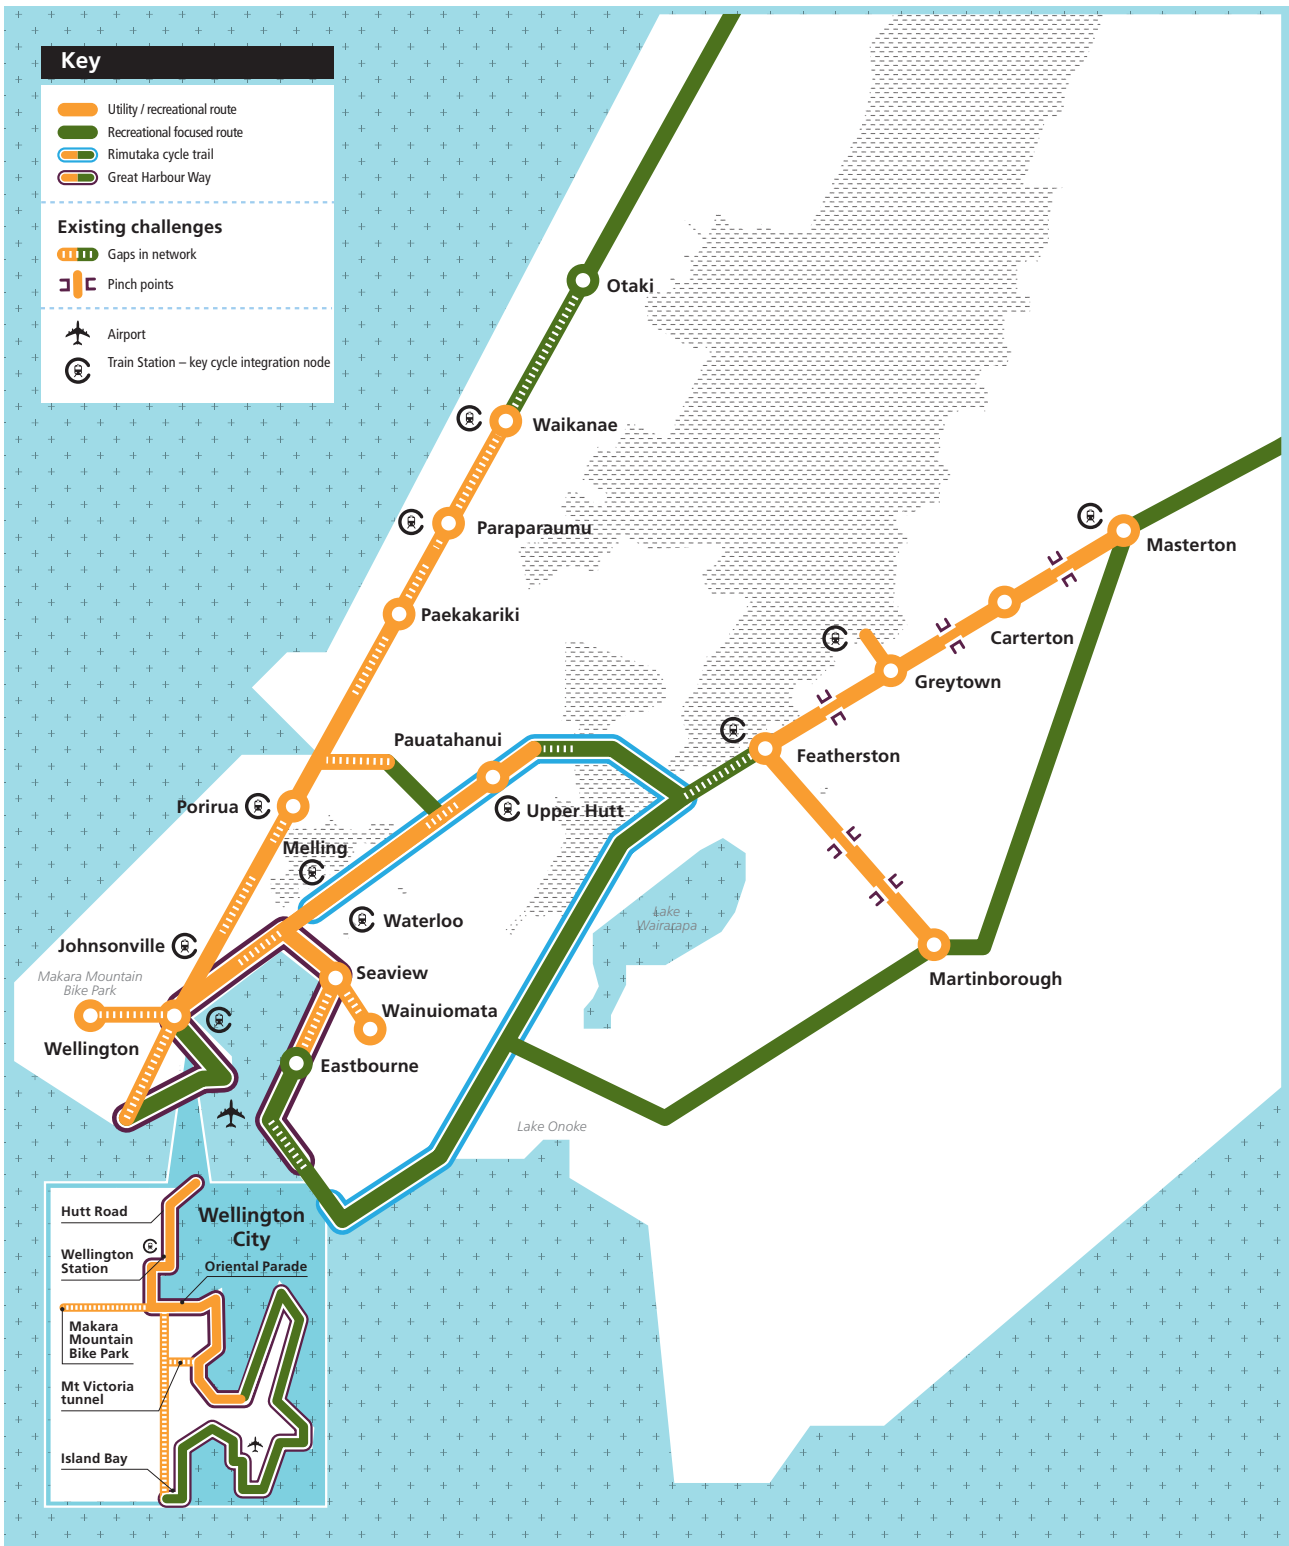 Key
Utility / recreational route
Recreational focused route
Rimutaka cycle trail
Great Harbour Way
Existing challenges
Gaps in network
Pinch points
Airport
Train Station – key cycle integration node
Otaki
Waikanae
Paraparaumu
Masterton
Paekakariki
Carterton
Greytown
Pauatahanui
Featherston
Porirua
Upper Hutt
Melling
Waterloo
Lake
Wairarapa
Johnsonville
Seaview
Makara Mountain
Bike Park
Martinborough
Wainuiomata
Wellington
Eastbourne
Lake Onoke
Wellington
City
Hutt Road
Wellington
Station
Oriental Parade
Makara
Mountain
Bike Park
Mt Victoria
tunnel
Island Bay